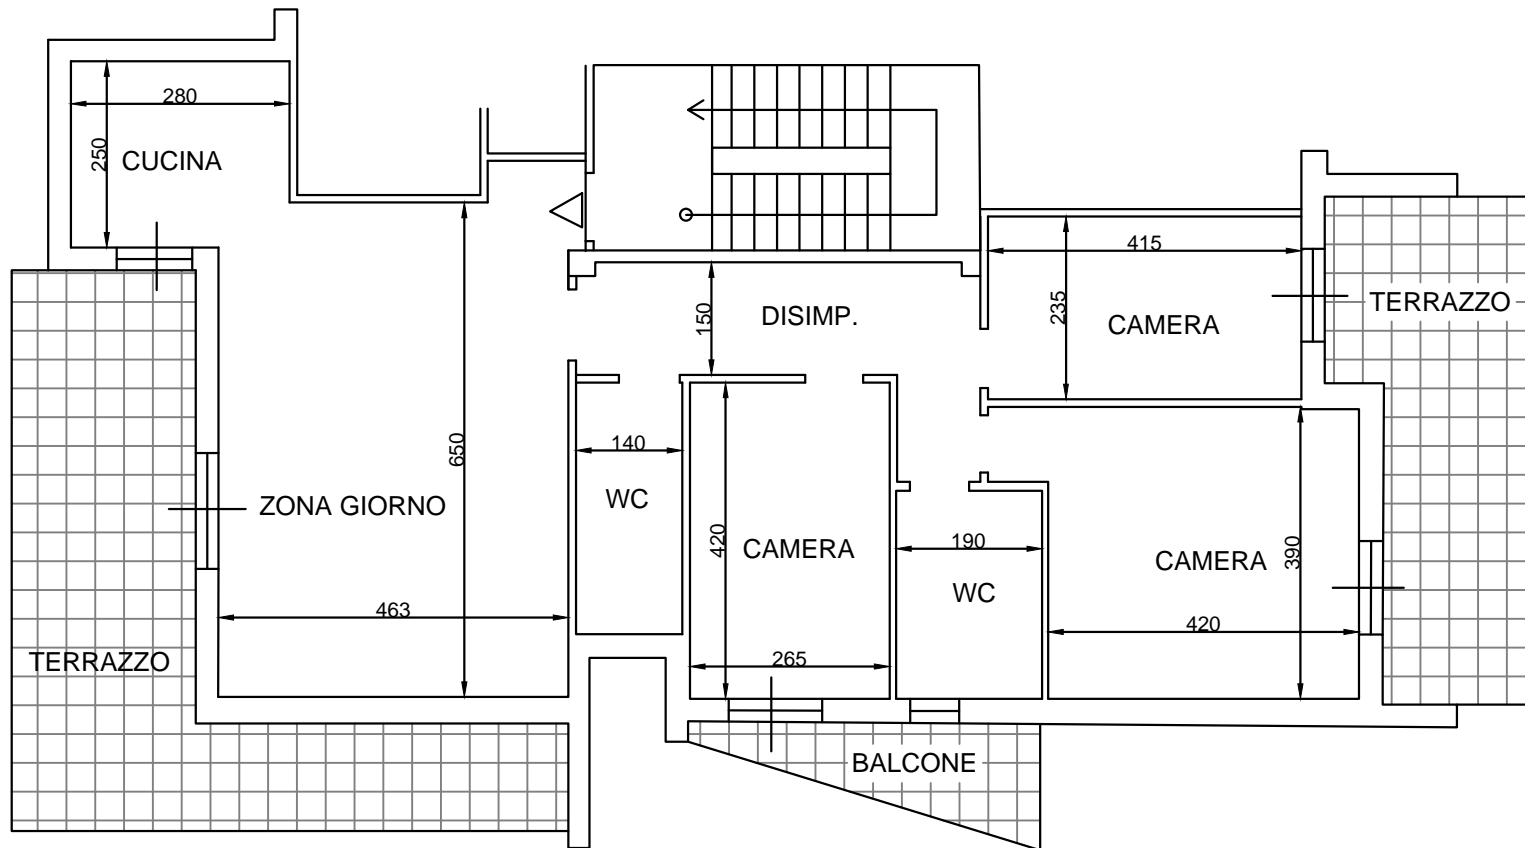 280
250
CUCINA
415
TERRAZZO
150
DISIMP.
235
CAMERA
650
140
WC
ZONA GIORNO
420
CAMERA
190
WC
390
CAMERA
463
420
TERRAZZO
265
BALCONE